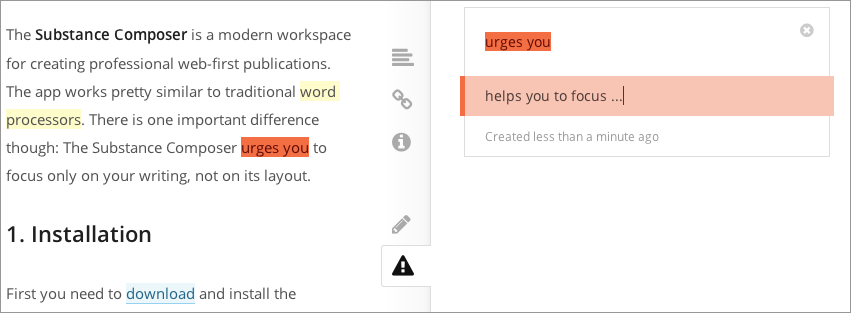 The Substance Composer is a modern workspace
for creating professional web-first publications.
The app works pretty similar to traditional word
processors. There is one important difference
though: The Substance Composer urges you to
focus only on your writing, not on its layout.
1. Installation
First you need to download and install the
urges you
helps you to focus ...
Created less than a minute ago